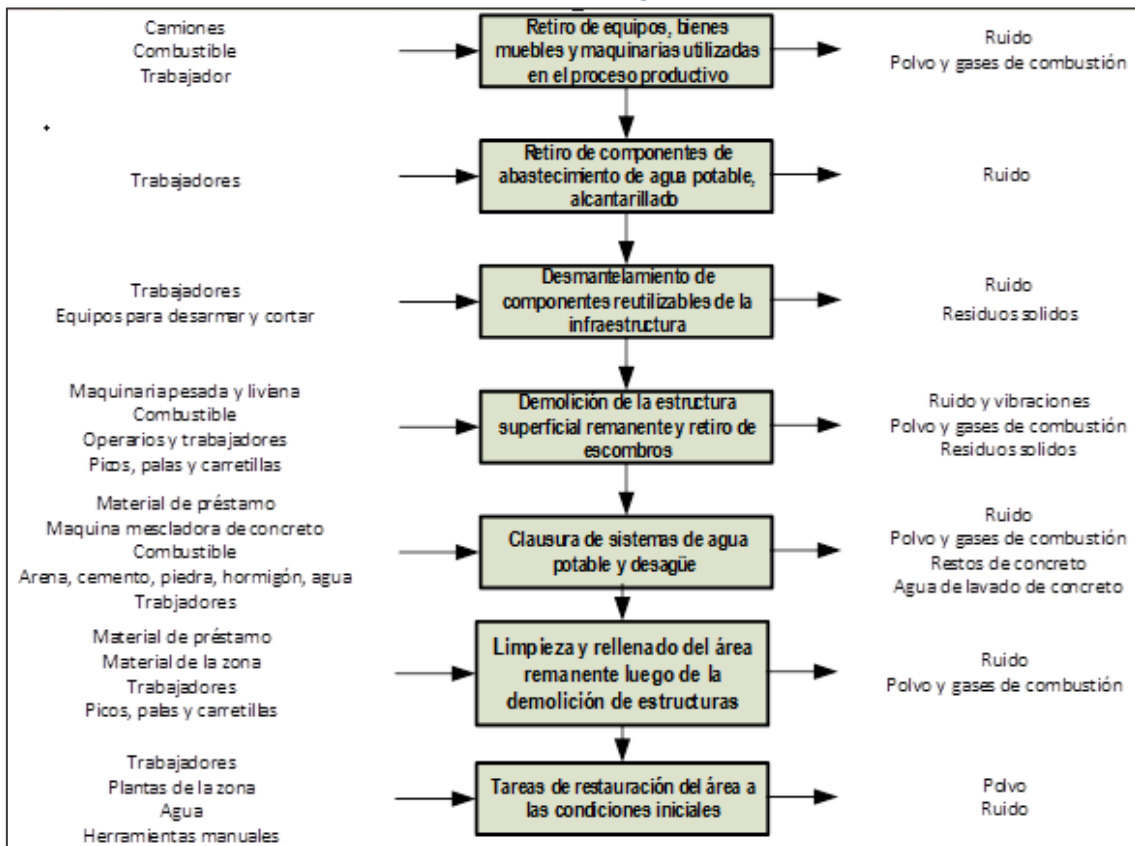 Camiones
Combustible
Trabajador
Retiro de equipos, bienes
muebles y maquinarias utilizadas
en el proceso productivo
Ruido
Polvo y gases de combustión
Trabajadores
Retiro de componentes de
abastecimiento de agua potable,
alcantarillado
Ruido
Trabajadores
Equipos para desarmar y cortar
Desmantelamiento de
componentes reutilizables de la
infraestructura
Ruido
Residuos solidos
Maquinaria pesada y liviana
Combustible
Operarios y trabajadores
Picos, palas y carretillas
Demolición de la estructura
superficial remanente y retiro de
escombros
Ruido y vibraciones
Polvo y gases de combustión
Residuos solidos
Material de préstamo
Maquina mescladora de concreto
Combustible
Arena, cemento, piedra, hormigón, agua
Trabjadores
Clausura de sistemas de agua
potable y desagüe
Ruido
Polvo y gases de combustión
Restos de concreto
Agua de lavado de concreto
Material de préstamo
Material de la zona
Trabajadores
Picos, palas y carretillas
Limpieza y rellenado del área
remanente luego de la
demolición de estructuras
Ruido
Polvo y gases de combustión
Trabajadores
Plantas de la zona
Agua
Herramientas manuales
Tareas de restauración del área a
las condiciones iniciales
Polvo
Ruido